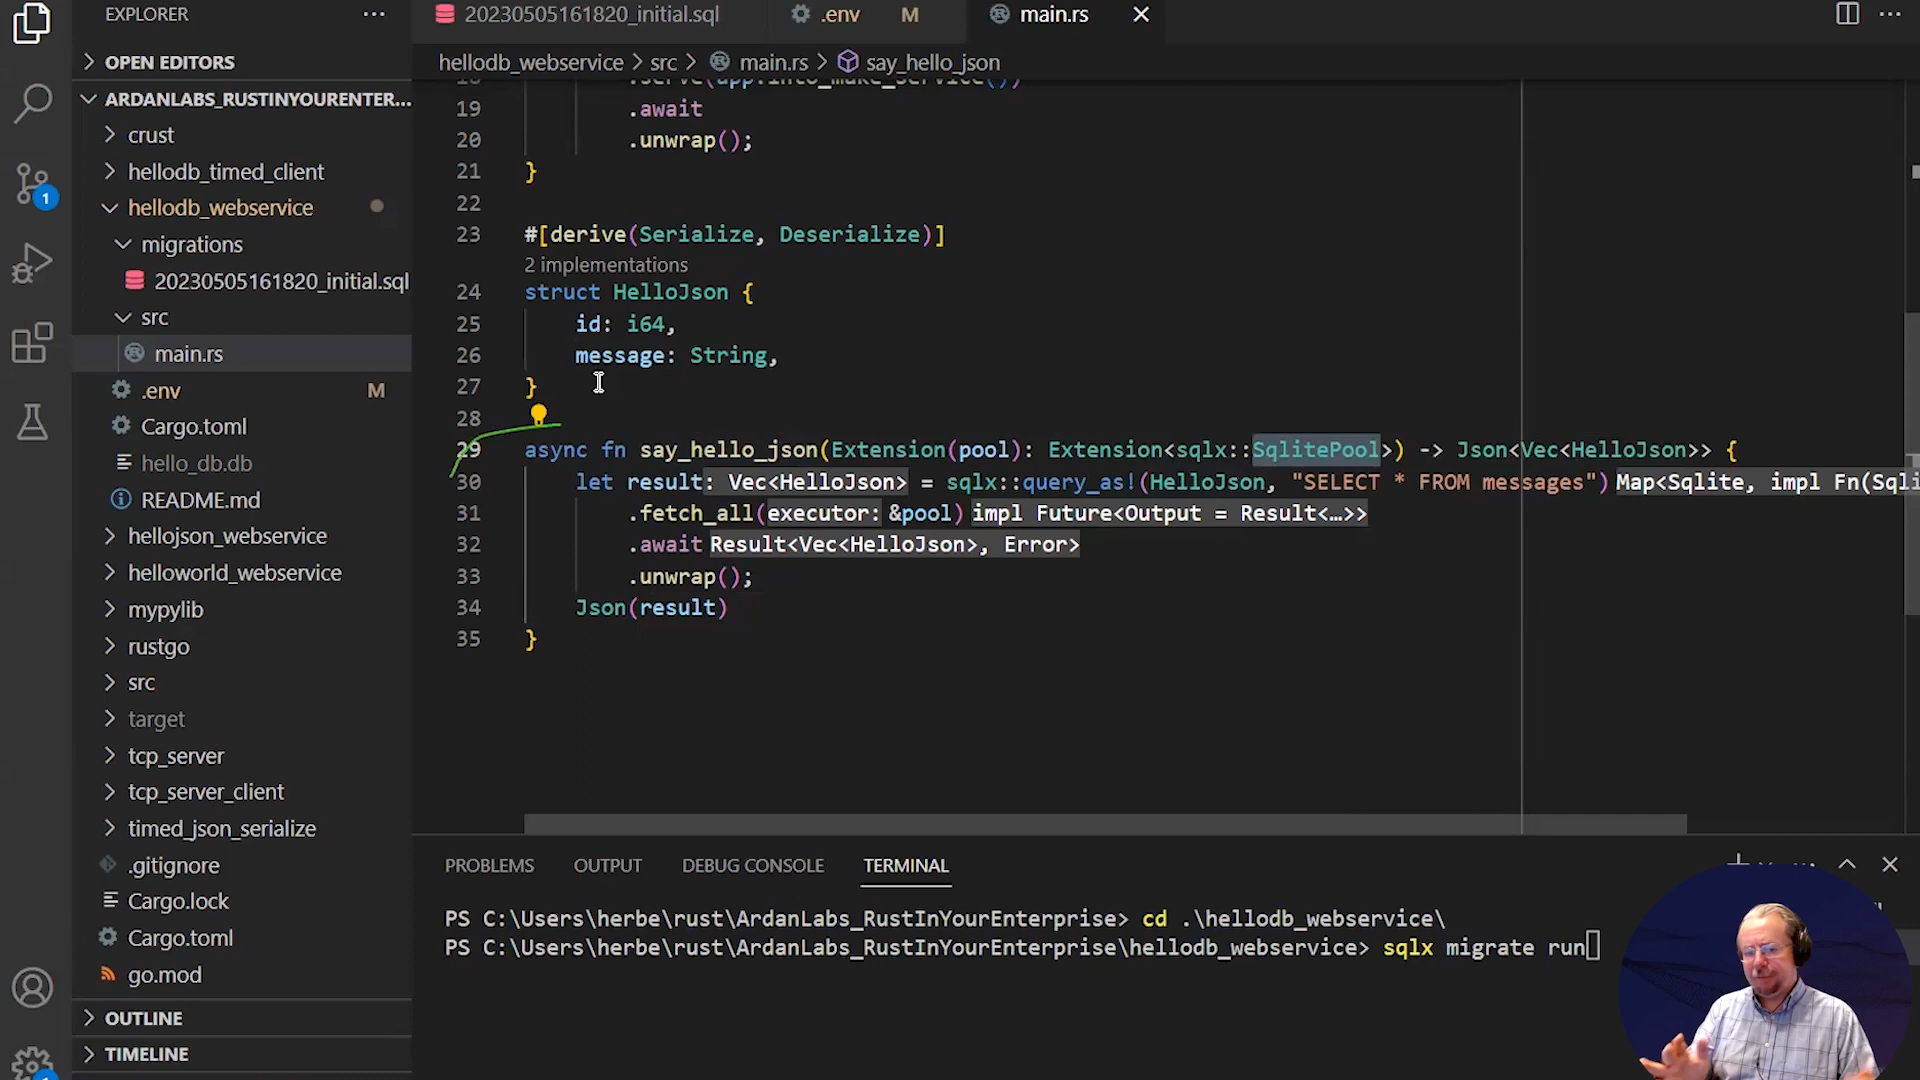 EXPLORER
OPEN EDITORS
ARDANLABS_RUSTINYOURENTER...
crust
hellodb_timed_client
hellodb_webservice
migrations
20230505161820_initial.sql
src
main.rs
.env M
Cargo.toml
hello_db.db
README.md
hellojson_webservice
helloworld_webservice
mypylib
rustgo
src
target
tcp_server
tcp_server_client
timed_json_serialize
.gitignore
Cargo.lock
Cargo.toml
go.mod
OUTLINE
TIMELINE
1
20230505161820_initial.sql
.env M
main.rs
hellodb_webservice > src > main.rs > say_hello_json
18 .serve(app.into_make_service())
19 .await
20 .unwrap();
21 }
22
23 #[derive(Serialize, Deserialize)]
2 implementations
24 struct HelloJson {
25 id: i64,
26 message: String,
27 }
28
29 async fn say_hello_json(Extension(pool): Extension<sqlx::SqlitePool>) -> Json<Vec<HelloJson>> {
30 let result: Vec<HelloJson> = sqlx::query_as!(HelloJson, "SELECT * FROM messages") Map<Sqlite, impl Fn(Sqli
31 .fetch_all(executor: &pool) impl Future<Output = Result<…>>
32 .await Result<Vec<HelloJson>, Error>
33 .unwrap();
34 Json(result)
35 }
PROBLEMS OUTPUT DEBUG CONSOLE TERMINAL
PS C:\Users\herbe\rust\ArdanLabs_RustInYourEnterprise> cd .\hellodb_webservice\
PS C:\Users\herbe\rust\ArdanLabs_RustInYourEnterprise\hellodb_webservice> sqlx migrate run